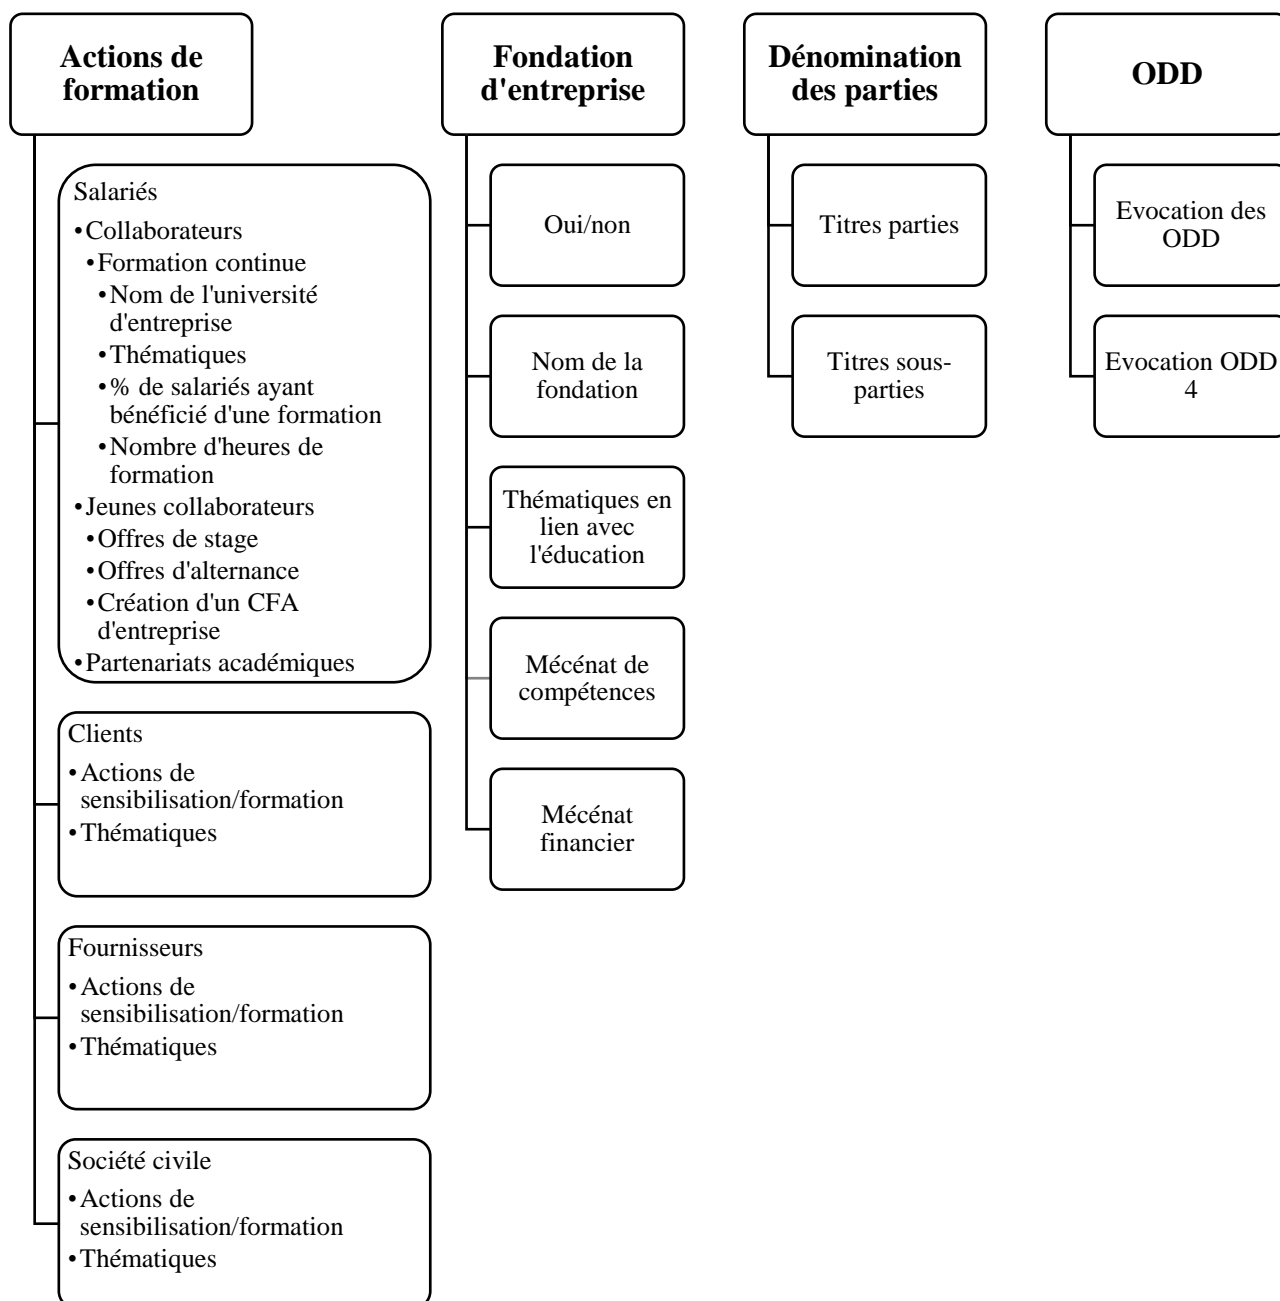 Actions de
formation
Salariés
•Collaborateurs
•Formation continue
•Nom de l'université
d'entreprise
•Thématiques
•% de salariés ayant
bénéficié d'une formation
•Nombre d'heures de
formation
•Jeunes collaborateurs
•Offres de stage
•Offres d'alternance
•Création d'un CFA
d'entreprise
•Partenariats académiques
Clients
•Actions de
sensibilisation/formation
•Thématiques
Fournisseurs
•Actions de
sensibilisation/formation
•Thématiques
Société civile
•Actions de
sensibilisation/formation
•Thématiques
Fondation
d'entreprise
Oui/non
Nom de la
fondation
Thématiques en
lien avec
l'éducation
Mécénat de
compétences
Mécénat
financier
Dénomination
des parties
Titres parties
Titres sous-
parties
ODD
Evocation des
ODD
Evocation ODD
4